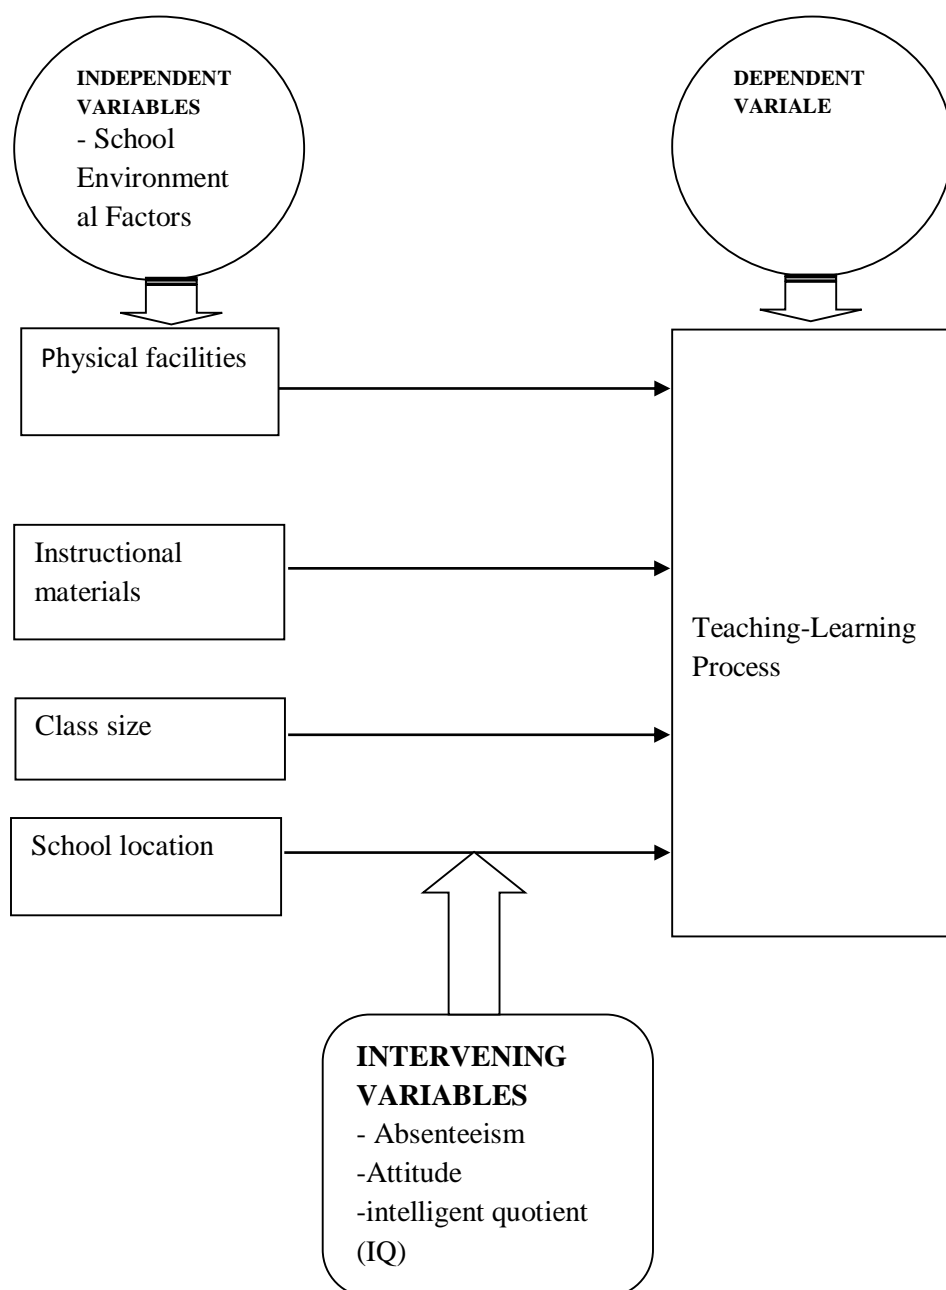 INDEPENDENT
VARIABLES
- School
Environment
al Factors
DEPENDENT
VARIALE
Physical facilities
Instructional
materials
Teaching-Learning
Process
Class size
School location
INTERVENING
VARIABLES
- Absenteeism
-Attitude
-intelligent quotient
(IQ)